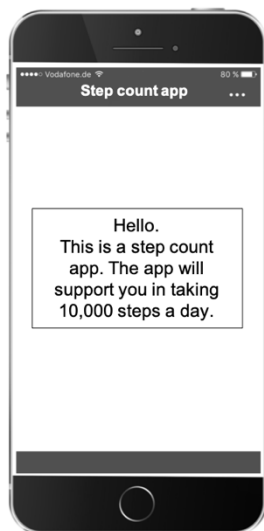 ●●●●○ Vodafone.de 80 %
Step count app ...
Hello.
This is a step count
app. The app will
support you in taking
10,000 steps a day.